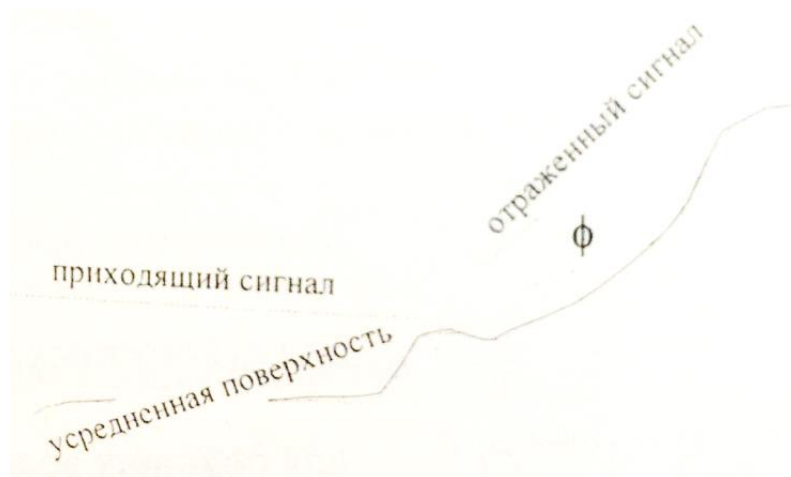 отраженный сигнал
ϕ
приходящий сигнал
усредненная поверхность